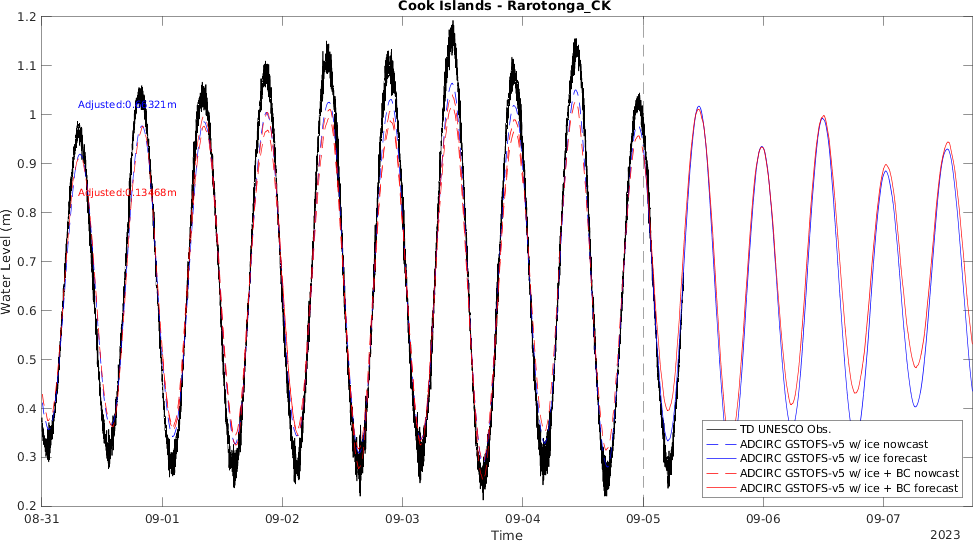 Cook Islands - Rarotonga_CK
1.2
1.1
1
0.9
0.8
0.7
0.6
0.5
0.4
0.3
0.2
Water Level (m)
Adjusted:0.13468m
TD UNESCO Obs.
ADCIRC GSTOFS-v5 w/ ice nowcast
ADCIRC GSTOFS-v5 w/ ice forecast
ADCIRC GSTOFS-v5 w/ ice + BC nowcast
ADCIRC GSTOFS-v5 w/ ice + BC forecast
08-31 09-01 09-02 09-03 09-04 09-05 09-06 09-07
Time
2023